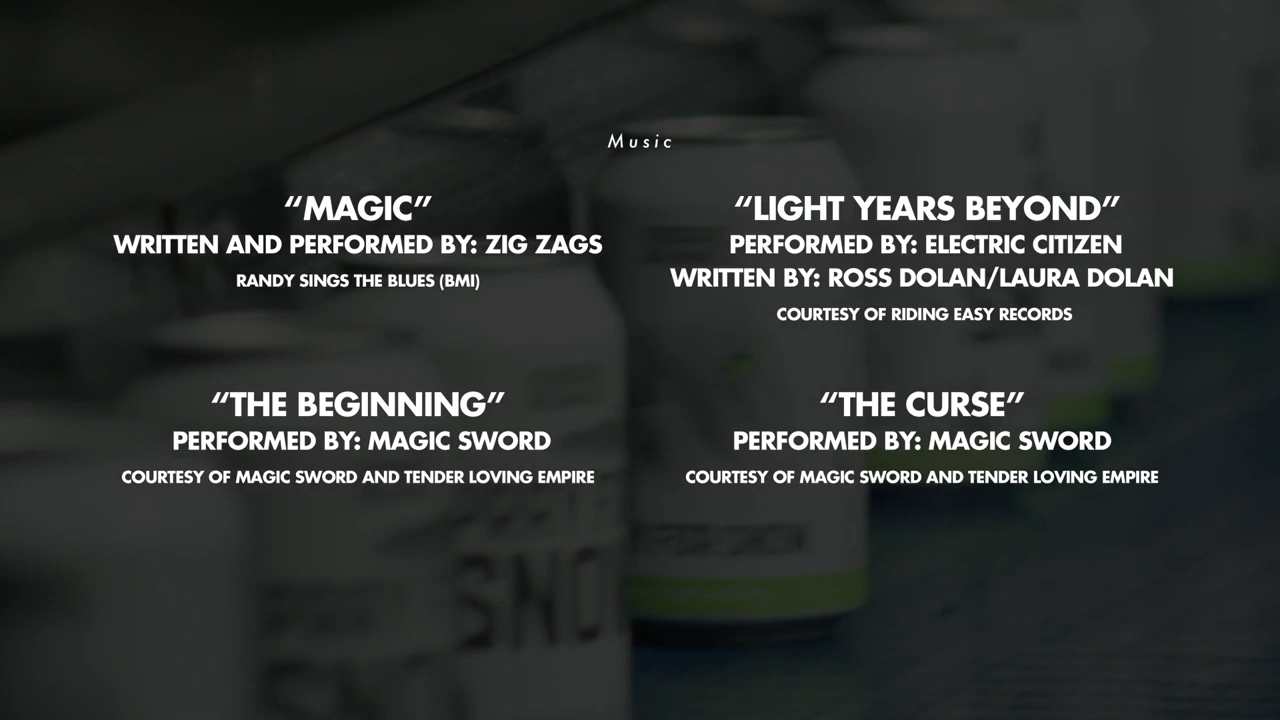 Music
“MAGIC”
WRITTEN AND PERFORMED BY: ZIG ZAGS
RANDY SINGS THE BLUES (BMI)
“LIGHT YEARS BEYOND”
PERFORMED BY: ELECTRIC CITIZEN
WRITTEN BY: ROSS DOLAN/LAURA DOLAN
COURTESY OF RIDING EASY RECORDS
“THE BEGINNING”
PERFORMED BY: MAGIC SWORD
COURTESY OF MAGIC SWORD AND TENDER LOVING EMPIRE
“THE CURSE”
PERFORMED BY: MAGIC SWORD
COURTESY OF MAGIC SWORD AND TENDER LOVING EMPIRE